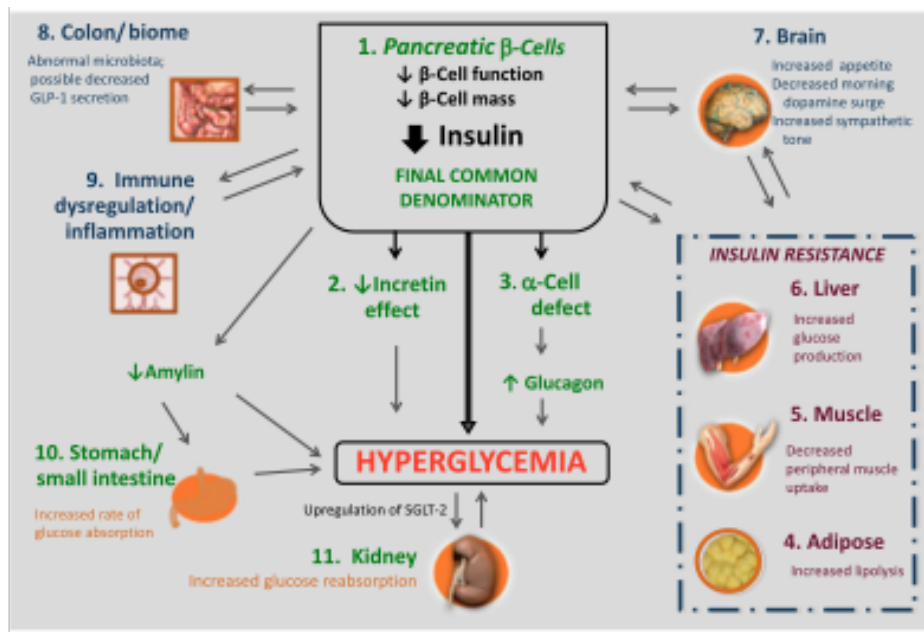 8. Colon/biome
Abnormal microbiota;
possible decreased
GLP-1 secretion
1. Pancreatic β-Cells
↓ β-Cell function
↓ β-Cell mass
Insulin
FINAL COMMON
DENOMINATOR
7. Brain
Increased appetite
Decreased morning
dopamine surge
Increased sympathetic
tone
9. Immune
dysregulation/
inflammation
2. ↓Incretin
effect
3. α-Cell
defect
↑ Glucagon
↓Amylin
INSULIN RESISTANCE
6. Liver
Increased
glucose
production
5. Muscle
Decreased
peripheral muscle
uptake
4. Adipose
Increased lipolysis
10. Stomach/
small intestine
Increased rate of
glucose absorption
HYPERGLYCEMIA
Upregulation of SGLT-2
11. Kidney
Increased glucose reabsorption